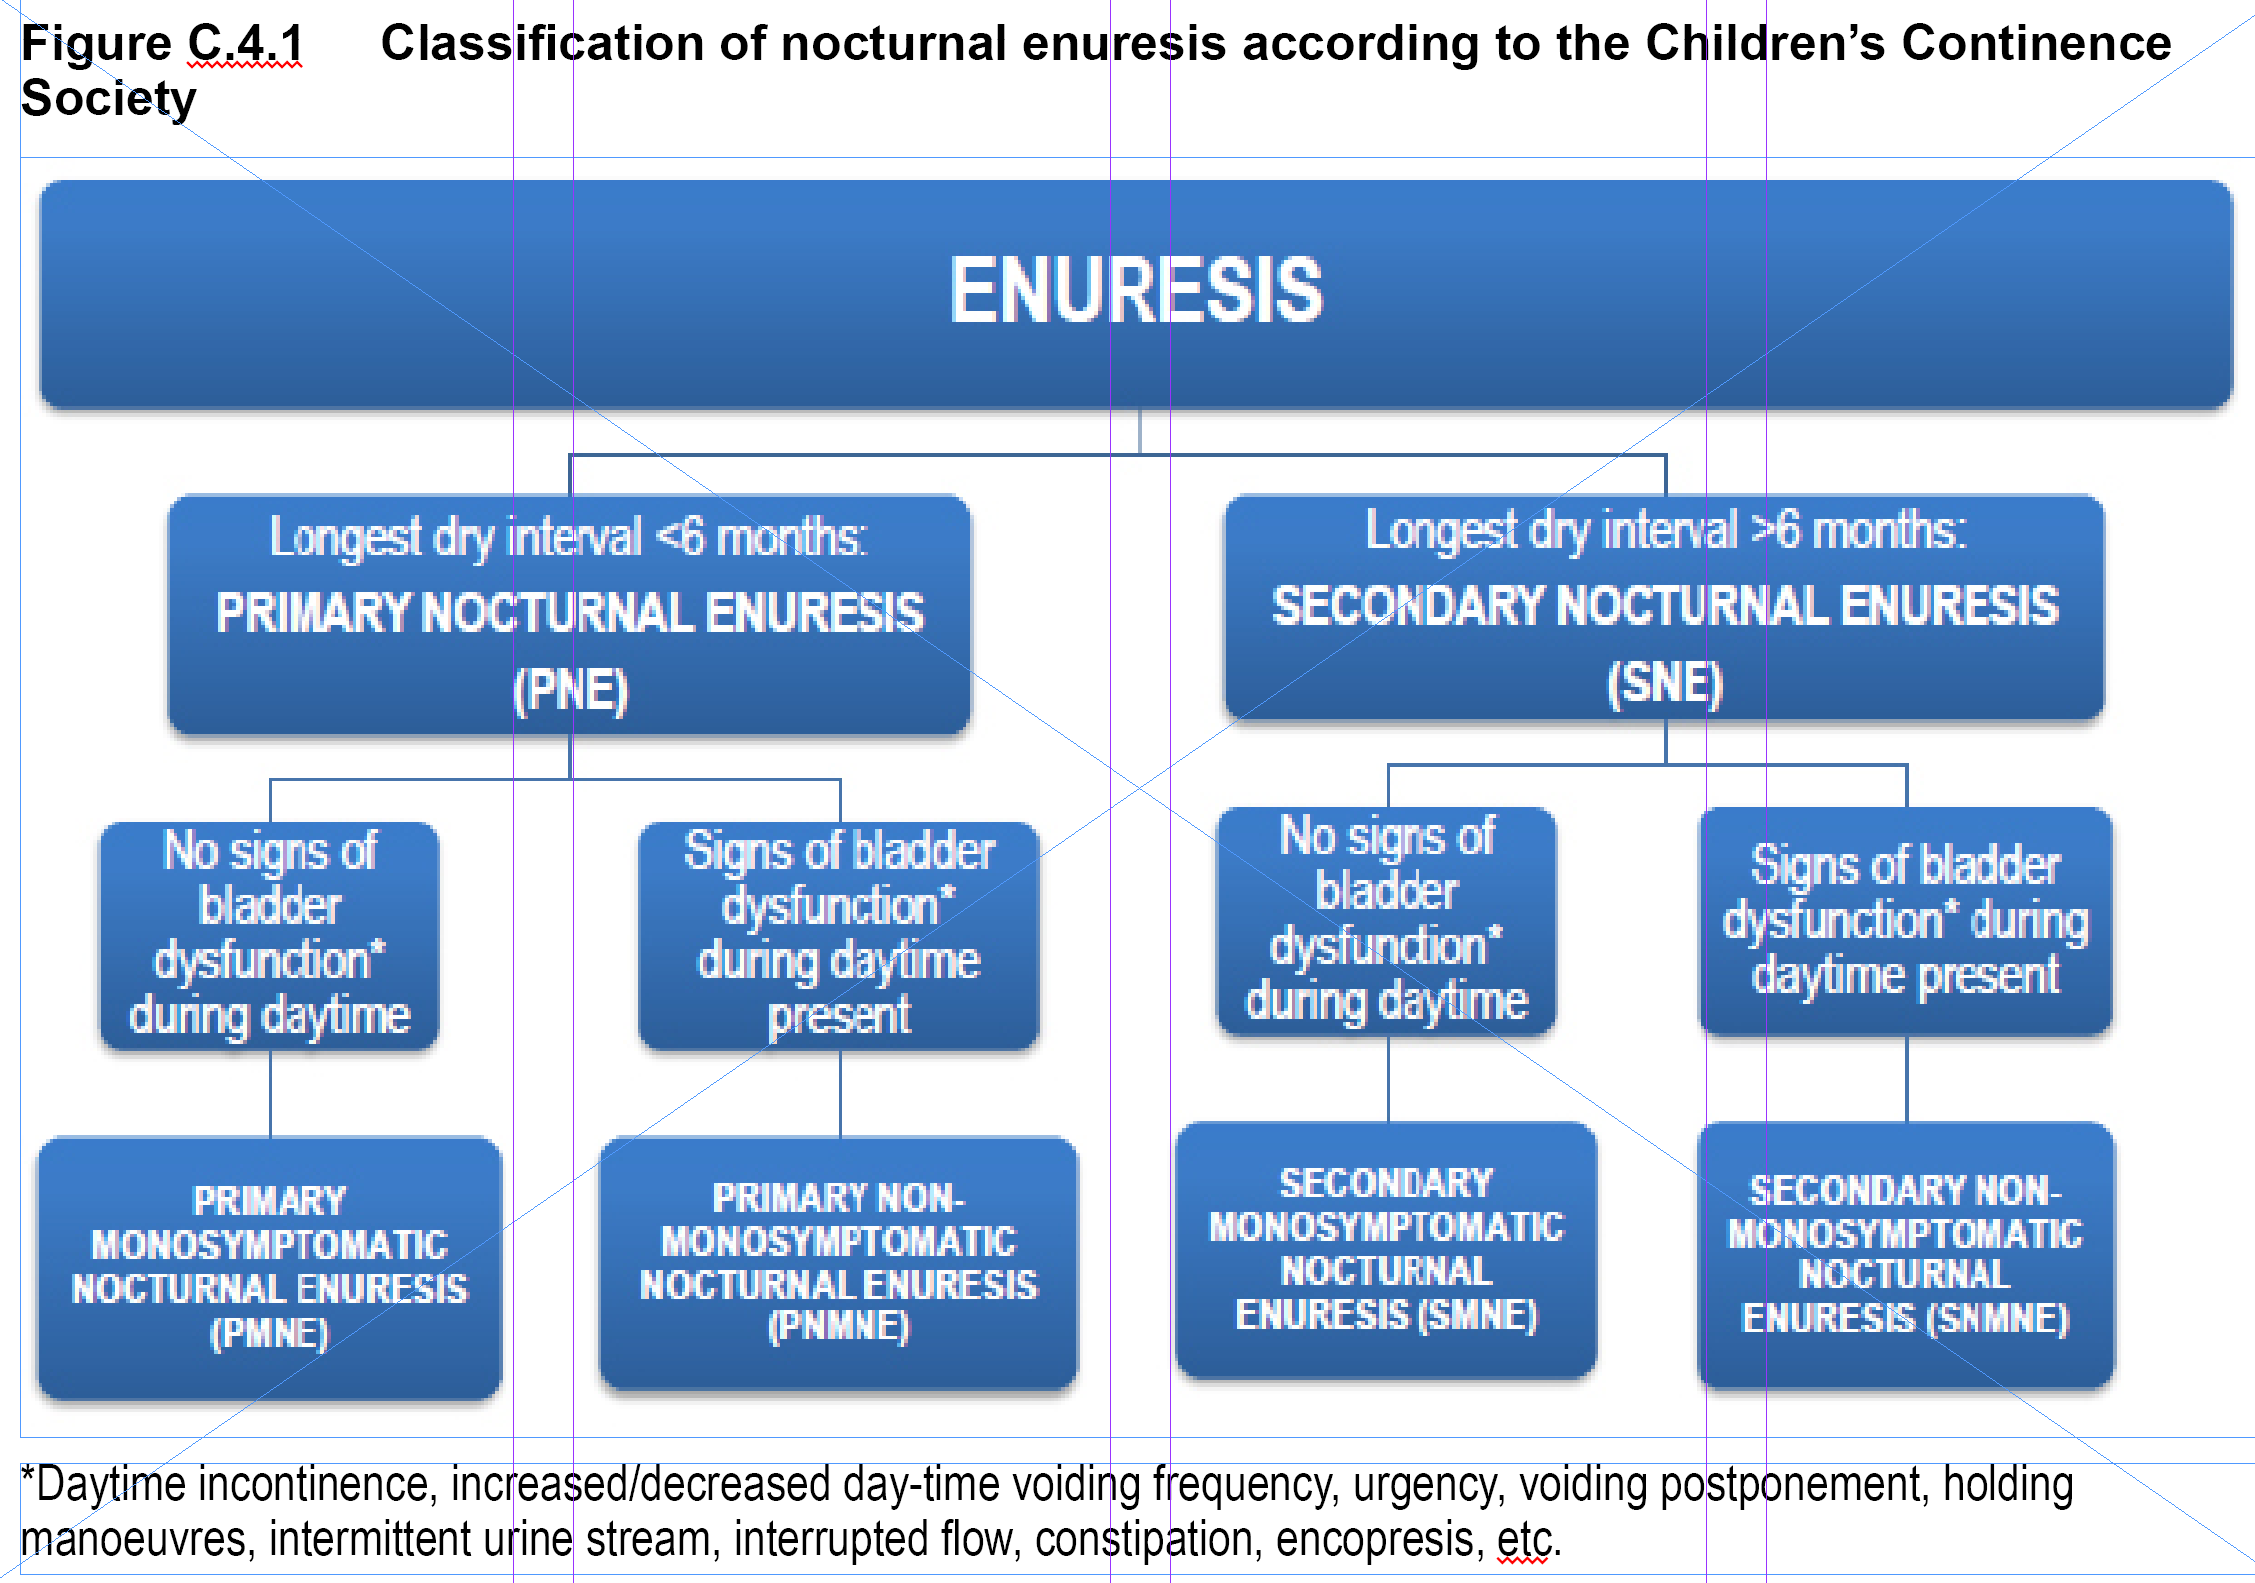 Figure C.4.1 Classification of nocturnal enuresis according to the Children’s Continence
Society
ENURESIS
Longest dry interval <6 months:
PRIMARY NOCTURNAL ENURESIS
(PNE)
Longest dry interval >6 months:
SECONDARY NOCTURNAL ENURESIS
(SNE)
No signs of
bladder
dysfunction*
during daytime
Signs of bladder
dysfunction*
during daytime
present
No signs of
bladder
dysfunction*
during daytime
Signs of bladder
dysfunction* during
daytime present
PRIMARY
MONOSYMPTOMATIC
NOCTURNAL ENURESIS
(PMNE)
PRIMARY NON-
MONOSYMPTOMATIC
NOCTURNAL ENURESIS
(PNMNE)
SECONDARY
MONOSYMPTOMATIC
NOCTURNAL
ENURESIS (SMNE)
SECONDARY NON-
MONOSYMPTOMATIC
NOCTURNAL
ENURESIS (SNMNE)
*Daytime incontinence, increased/decreased day-time voiding frequency, urgency, voiding postponement, holding
manoeuvres, intermittent urine stream, interrupted flow, constipation, encopresis, etc.